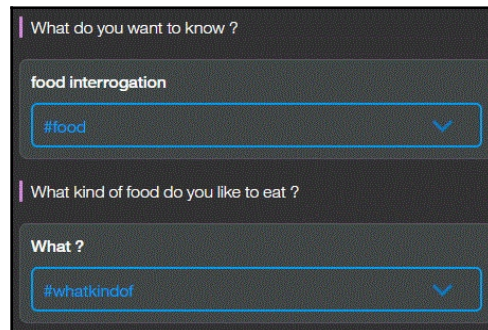 What do you want to know ?
food interrogation
#food
What kind of food do you like to eat ?
What ?
#whatkindof